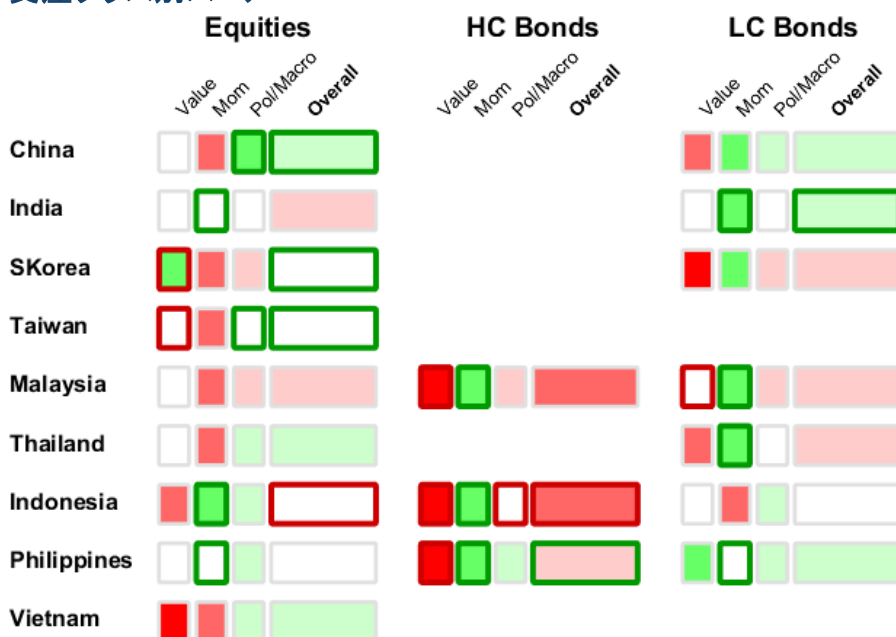 Equities HC Bonds LC Bonds
Value Mom Pol/Macro Overall Value Mom Pol/Macro Overall Value Mom Pol/Macro Overall
China
India
SKorea
Taiwan
Malaysia
Thailand
Indonesia
Philippines
Vietnam